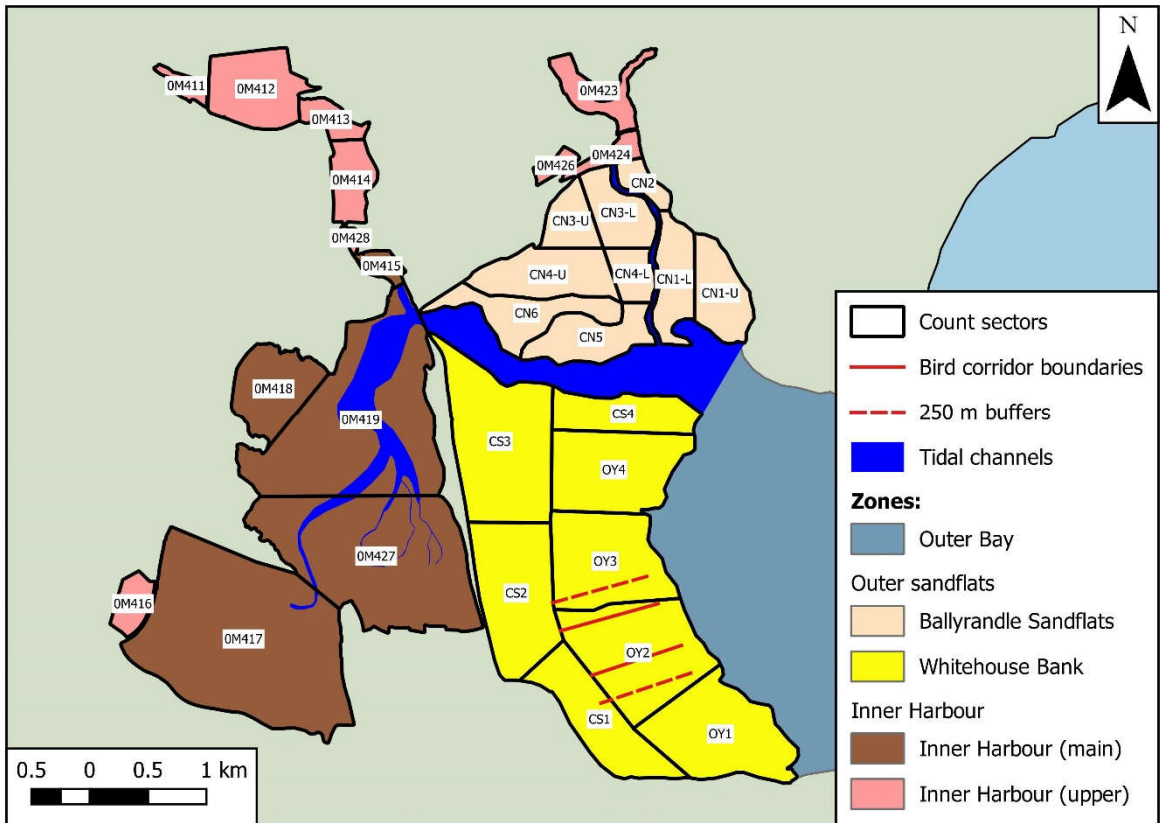 N
0M411
0M412
0M413
0M423
0M414
0M424
0M426
CN2
CN3-L
CN3-U
0M428
0M415
CN4-U
CN4-L
CN1-L
CN1-U
CN6
CN5
0M418
0M419
CS4
CS3
OY4
0M427
OY3
CS2
0M416
0M417
OY2
CS1
OY1
Count sectors
Bird corridor boundaries
250 m buffers
Tidal channels
Zones:
Outer Bay
Outer sandflats
Ballyrandle Sandflats
Whitehouse Bank
Inner Harbour
Inner Harbour (main)
Inner Harbour (upper)
0.5 0 0.5 1 km